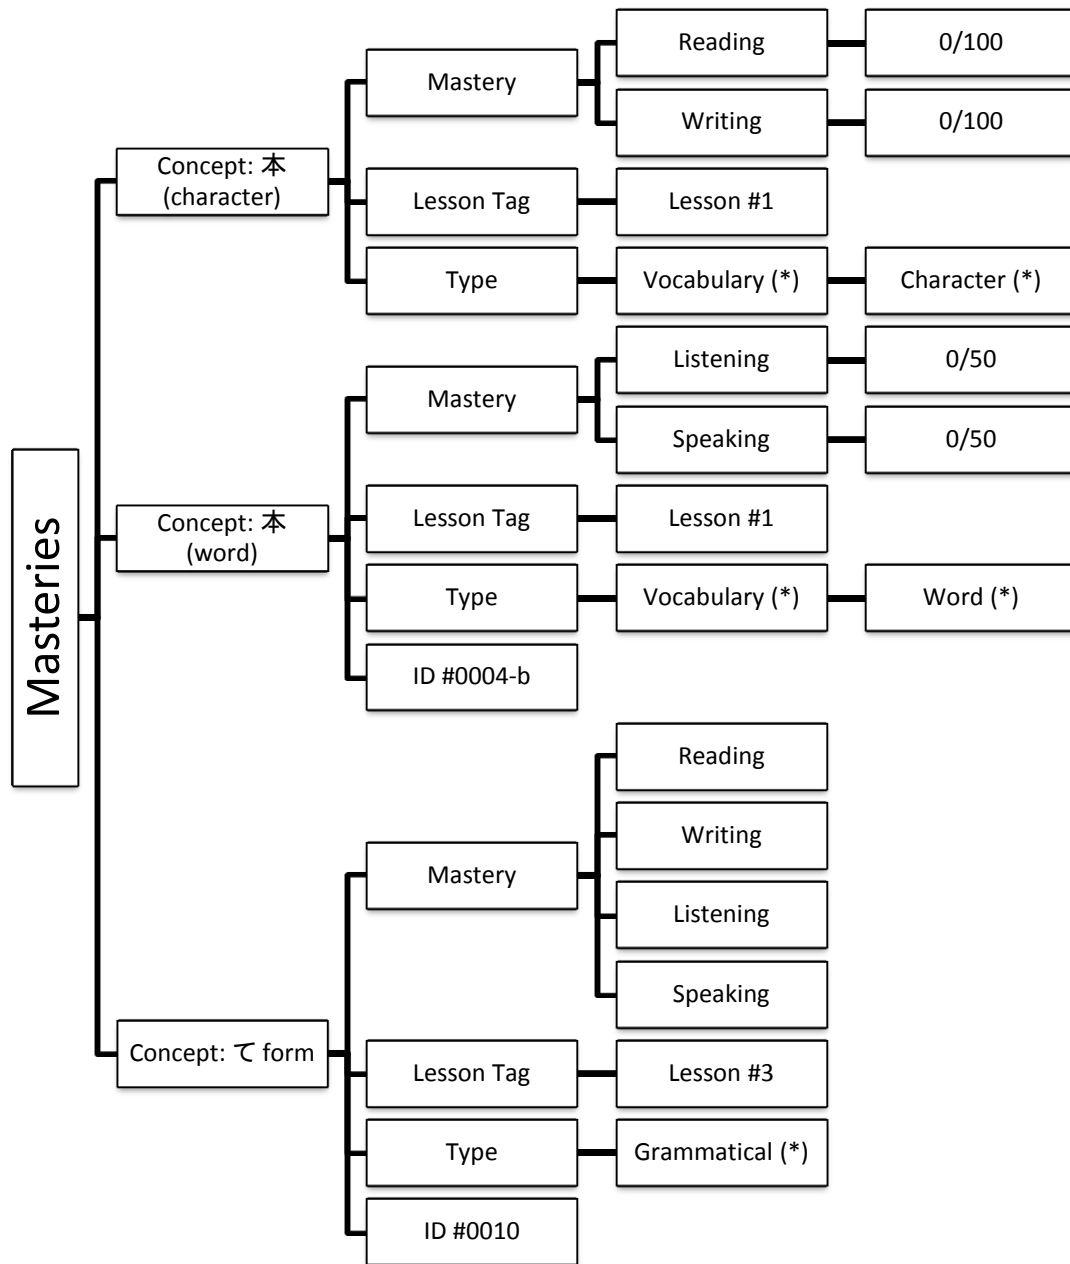 Masteries
Concept: 本
(character)
Mastery
Reading
0/100
Writing
0/100
Lesson Tag
Lesson #1
Type
Vocabulary (*)
Character (*)
Concept: 本
(word)
Mastery
Listening
0/50
Speaking
0/50
Lesson Tag
Lesson #1
Type
Vocabulary (*)
Word (*)
ID #0004-b
Concept: て form
Mastery
Reading
Writing
Listening
Speaking
Lesson Tag
Lesson #3
Type
Grammatical (*)
ID #0010